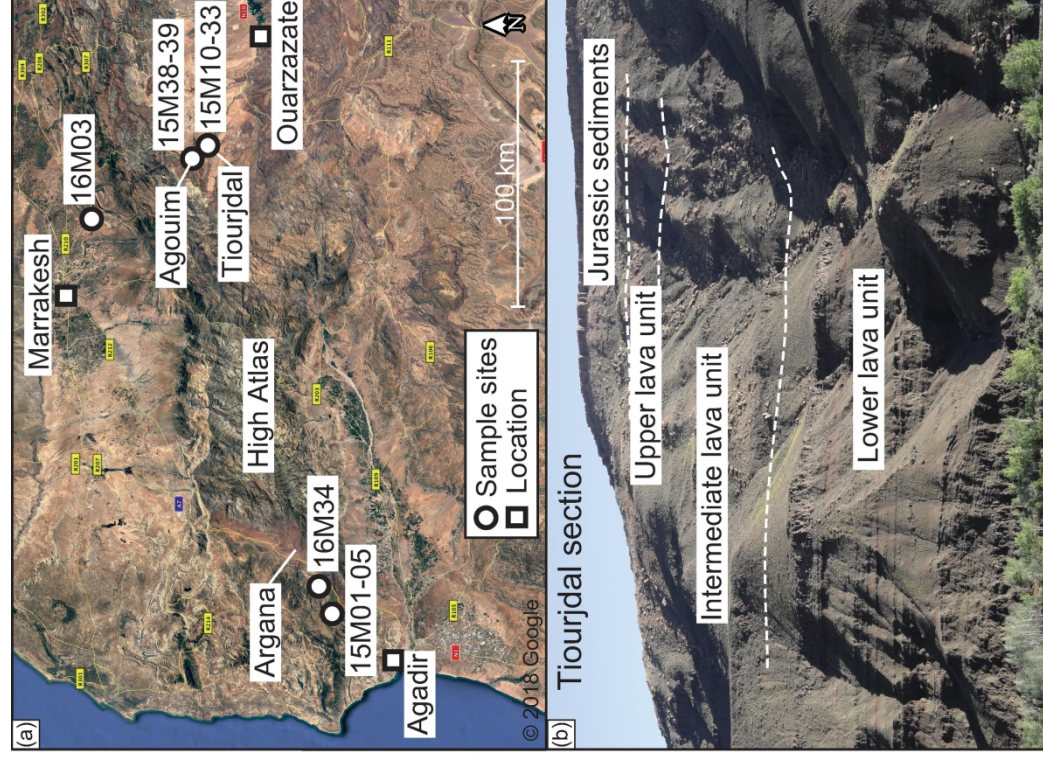 (a)
Marrakesh
16M03
15M38-39
15M10-33
Agouim
Tiourjdal
Ouarzazate
High Atlas
Argana
16M34
15M01-05
Agadir
Sample sites
Location
100 km
N
© 2018 Google
(b)
Tiourjdal section
Jurassic sediments
Upper lava unit
Intermediate lava unit
Lower lava unit